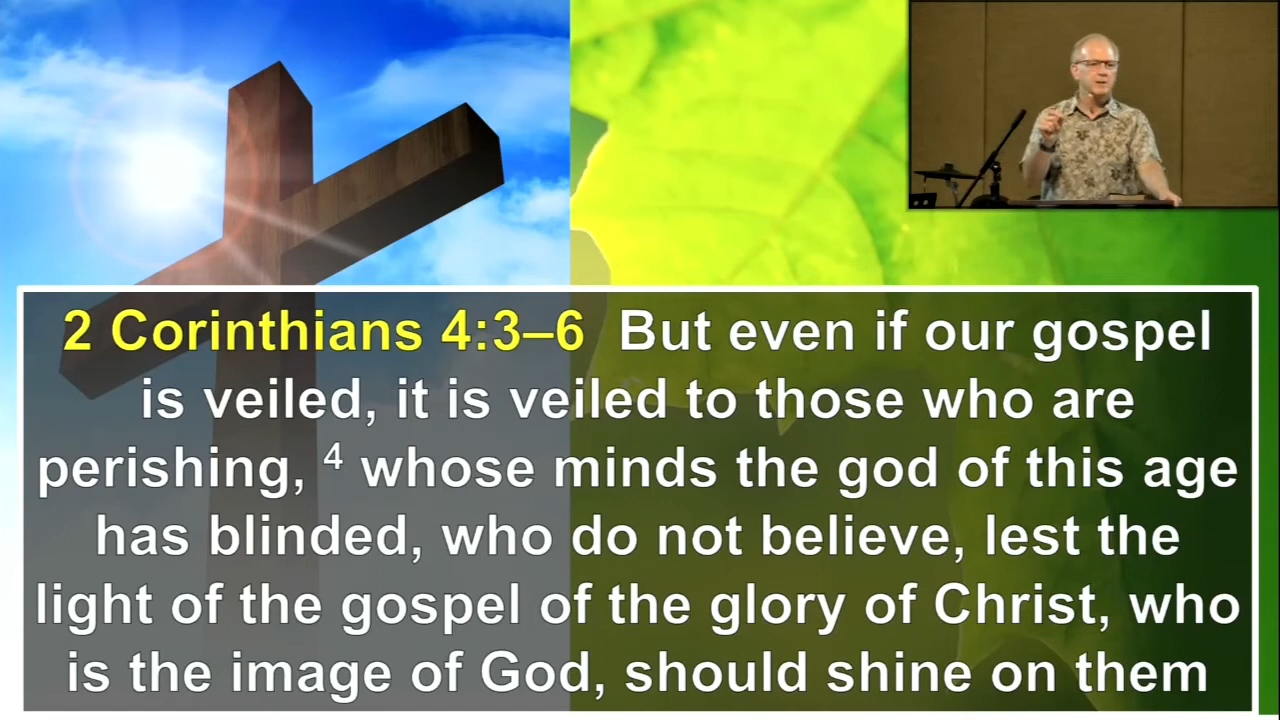 2 Corinthians 4:3–6 But even if our gospel
is veiled, it is veiled to those who are
perishing, 4 whose minds the god of this age
has blinded, who do not believe, lest the
light of the gospel of the glory of Christ, who
is the image of God, should shine on them